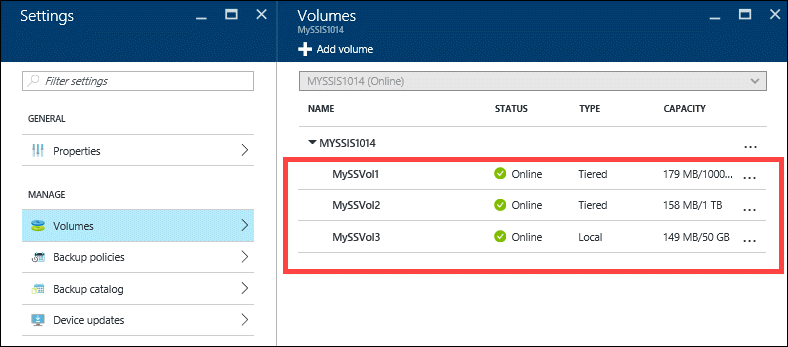 Settings
Filter settings
GENERAL
Properties
MANAGE
Volumes
Backup policies
Backup catalog
Device updates
Volumes
MySSIS1014
Add volume
MYSSIS1014 (Online)
NAME STATUS TYPE CAPACITY
MYSSIS1014 ...
MySSVol1 Online Tiered 179 MB/1000... ...
MySSVol2 Online Tiered 158 MB/1 TB ...
MySSVol3 Online Local 149 MB/50 GB ...